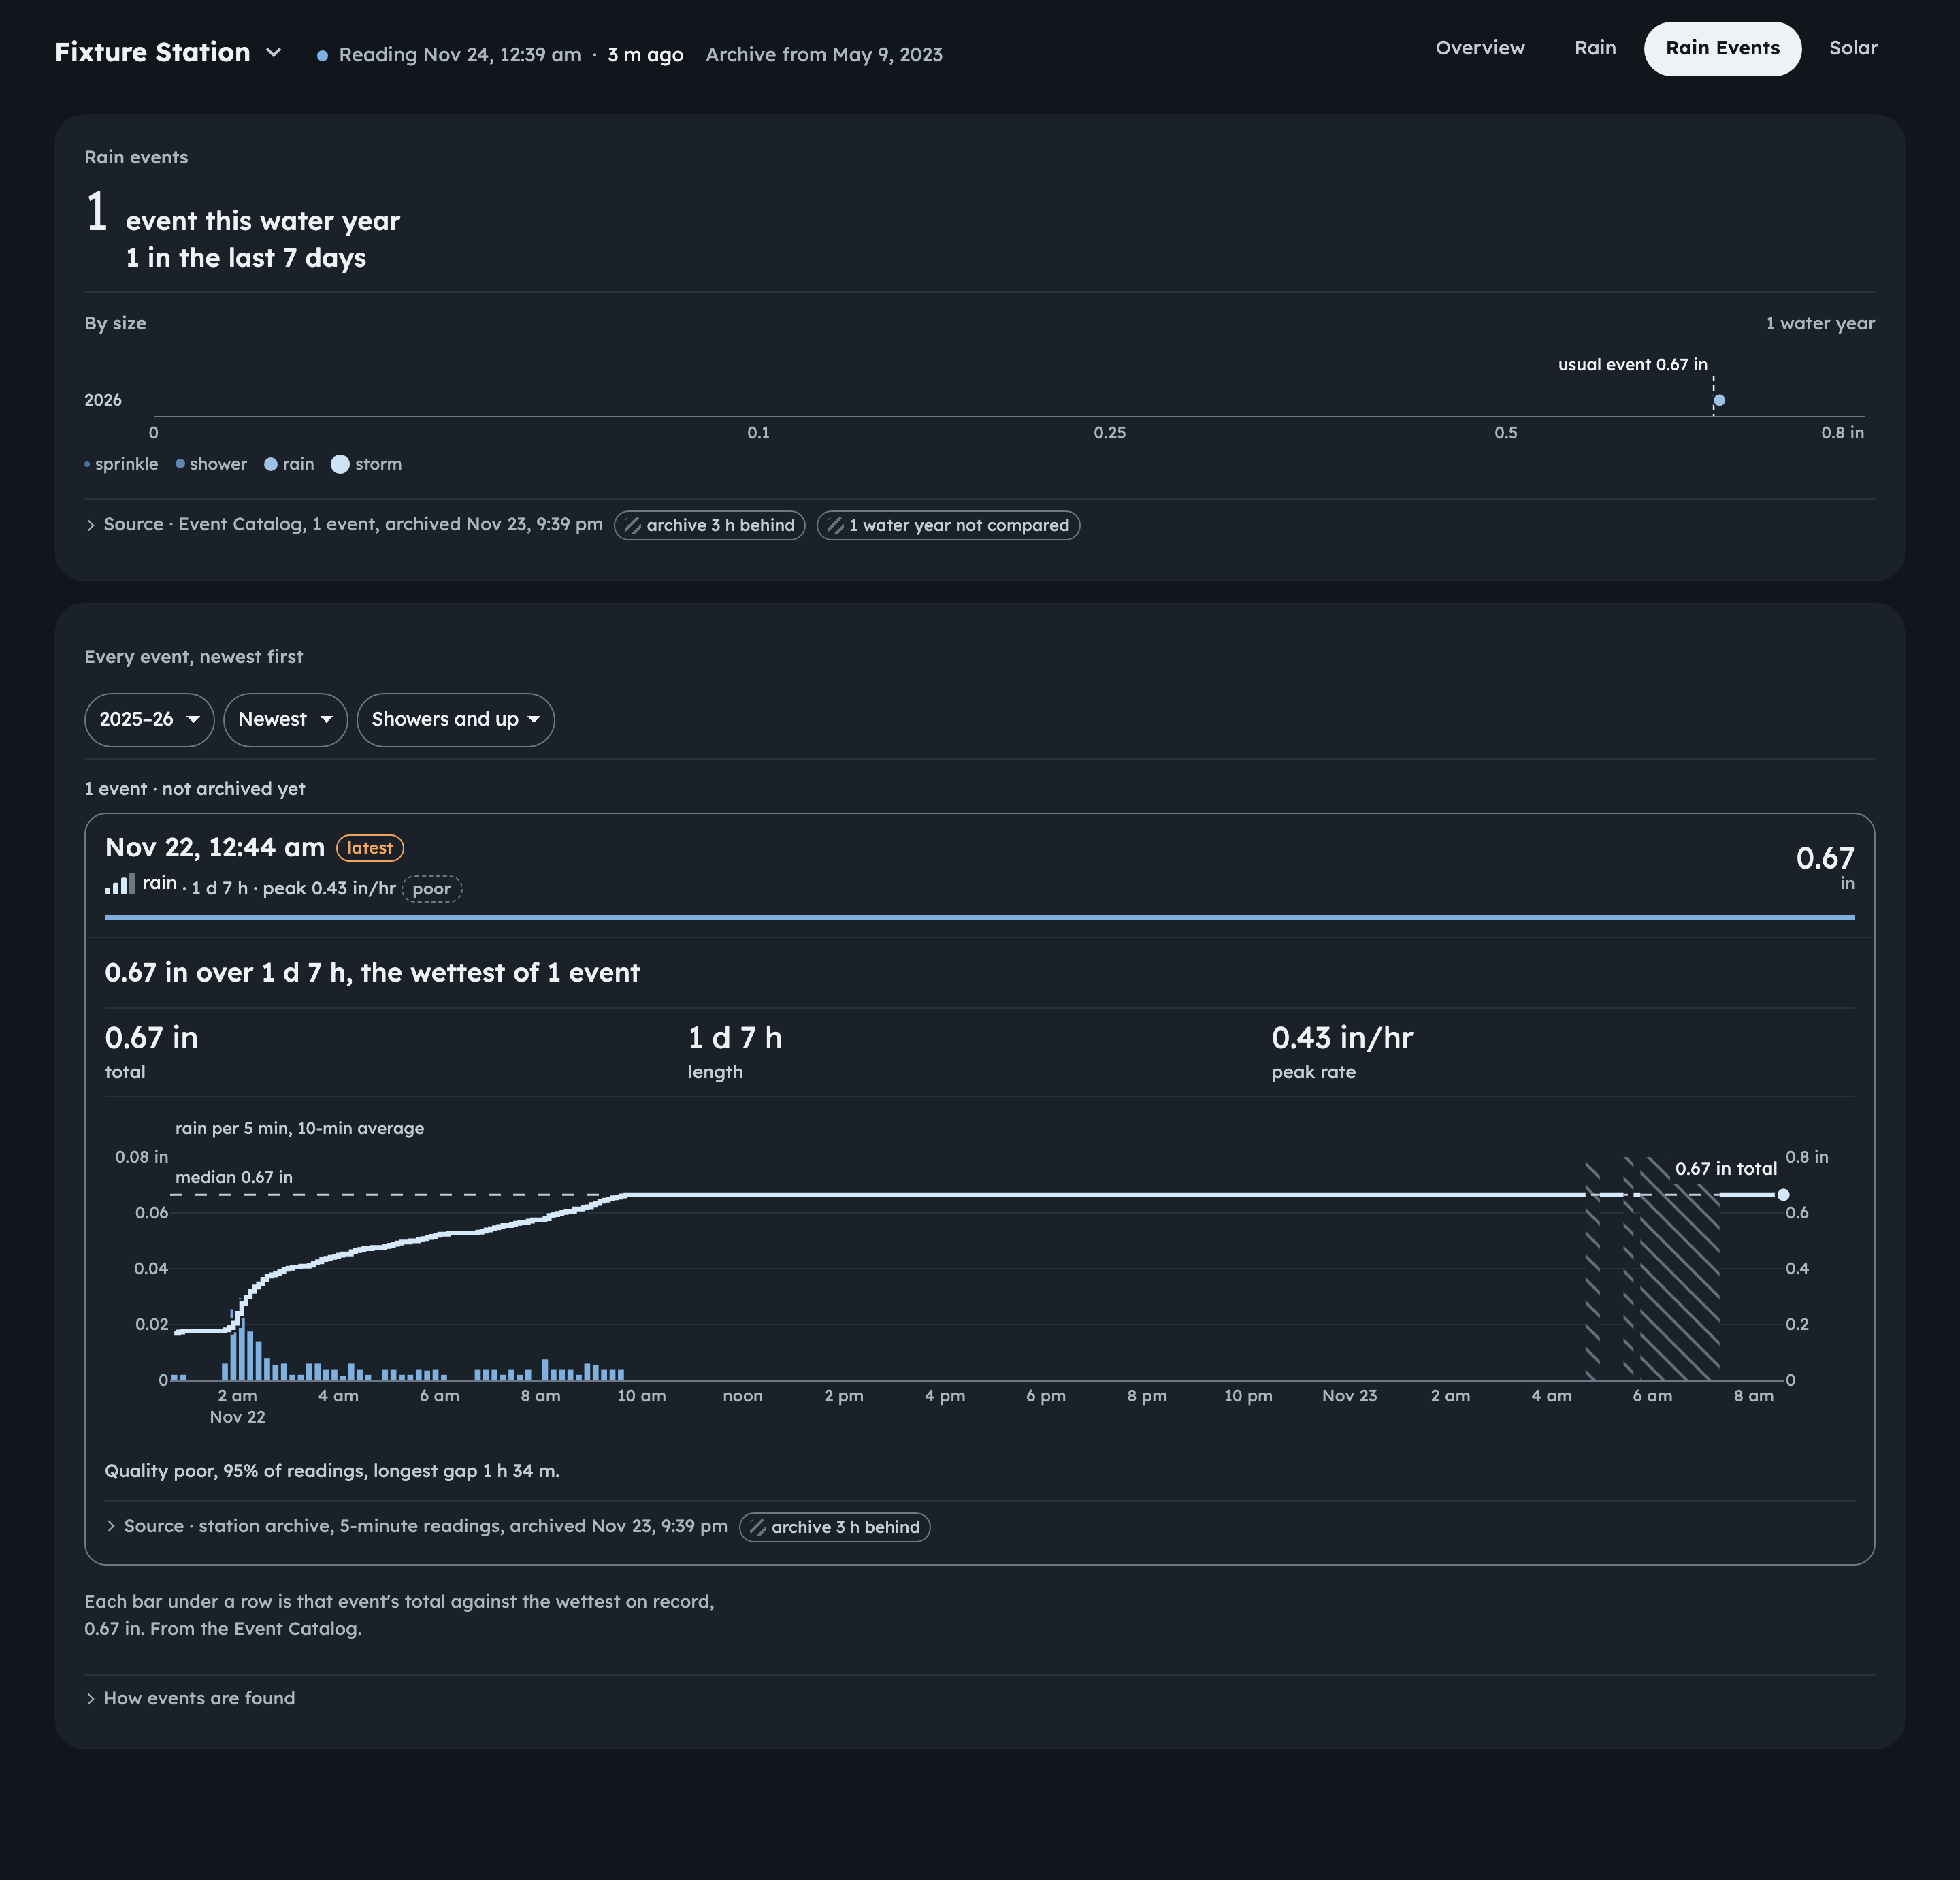 Fixture Station
Reading Nov 24, 12:39 am · 3 m ago Archive from May 9, 2023
Overview Rain Rain Events Solar
Rain events
1 event this water year
1 in the last 7 days
By size 1 water year
usual event 0.67 in
2026
0 0.1 0.25 0.5 0.8 in
sprinkle shower rain storm
Source · Event Catalog, 1 event, archived Nov 23, 9:39 pm archive 3 h behind 1 water year not compared
Every event, newest first
2025–26 Newest Showers and up
1 event · not archived yet
Nov 22, 12:44 am latest
rain · 1 d 7 h · peak 0.43 in/hr poor
0.67
in
0.67 in over 1 d 7 h, the wettest of 1 event
0.67 in 1 d 7 h 0.43 in/hr
total length peak rate
rain per 5 min, 10-min average
0.08 in 0.8 in
median 0.67 in 0.67 in total
0.06 0.6
0.04 0.4
0.02 0.2
0 0
2 am 4 am 6 am 8 am 10 am noon 2 pm 4 pm 6 pm 8 pm 10 pm Nov 23 2 am 4 am 6 am 8 am
Nov 22
Quality poor, 95% of readings, longest gap 1 h 34 m.
Source · station archive, 5-minute readings, archived Nov 23, 9:39 pm archive 3 h behind
Each bar under a row is that event's total against the wettest on record,
0.67 in. From the Event Catalog.
How events are found